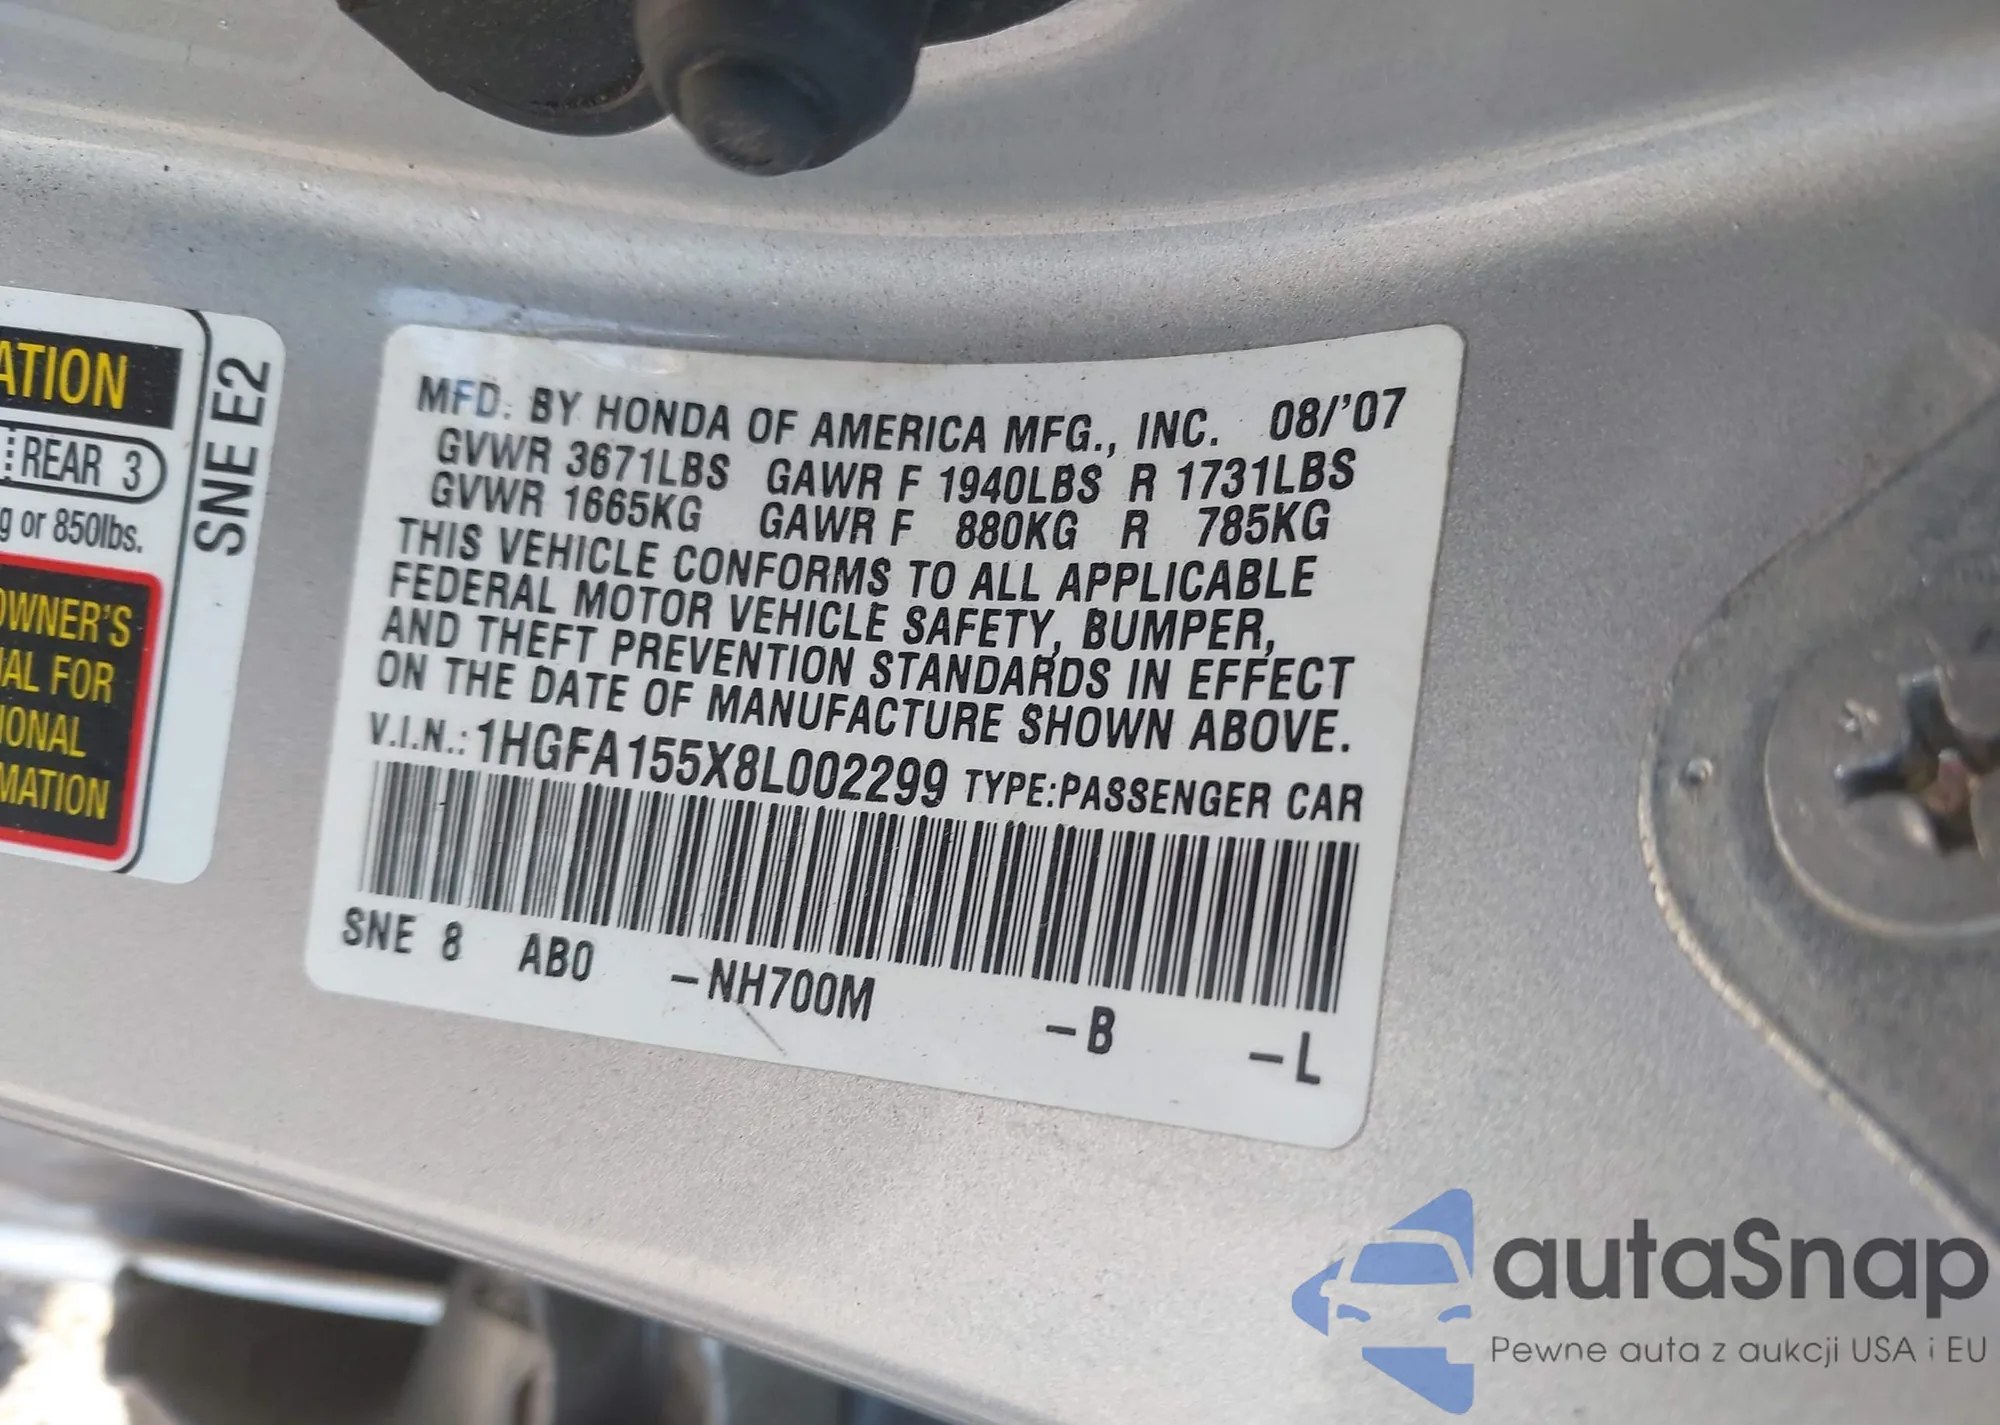 ATION
REAR 3
g or 850lbs.
OWNER'S
AL FOR
IONAL
MATION
SNE E2
MFD. BY HONDA OF AMERICA MFG., INC. 08/'07
GVWR 3671LBS GAWR F 1940LBS R 1731LBS
GVWR 1665KG GAWR F 880KG R 785KG
THIS VEHICLE CONFORMS TO ALL APPLICABLE
FEDERAL MOTOR VEHICLE SAFETY, BUMPER,
AND THEFT PREVENTION STANDARDS IN EFFECT
ON THE DATE OF MANUFACTURE SHOWN ABOVE.
V.I.N.: 1HGFA155X8L002299 TYPE:PASSENGER CAR
SNE 8 AB0 -NH700M -B -L
autaSnap
Pewne auta z aukcji USA i EU